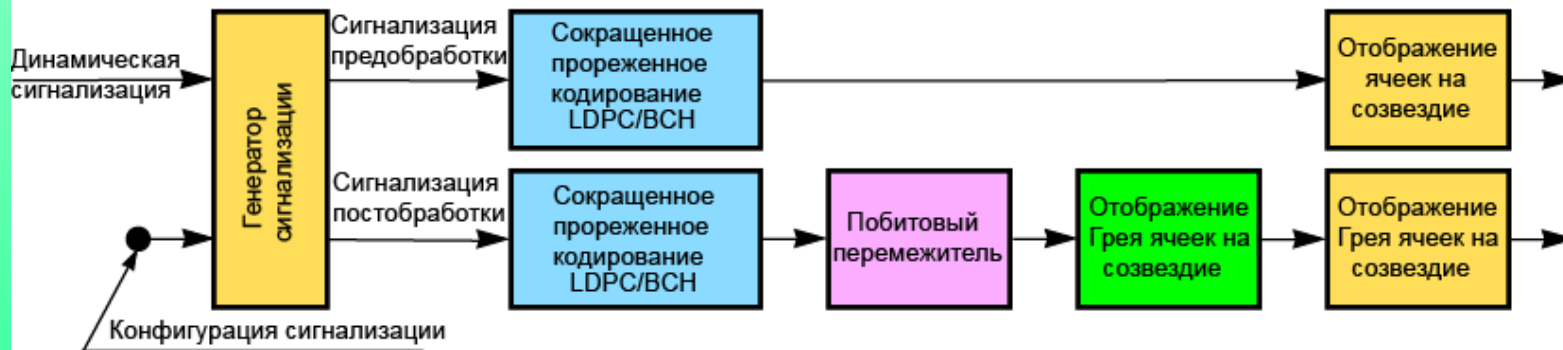 Динамическая
сигнализация
Генератор
сигнализации
Сигнализация
предобработки
Сокращенное
прореженное
кодирование
LDPC/BCH
Отображение
ячеек на
созвездие
Сигнализация
постобработки
Сокращенное
прореженное
кодирование
LDPC/BCH
Побитовый
перемежитель
Отображение
Грея ячеек на
созвездие
Отображение
Грея ячеек на
созвездие
Конфигурация сигнализации